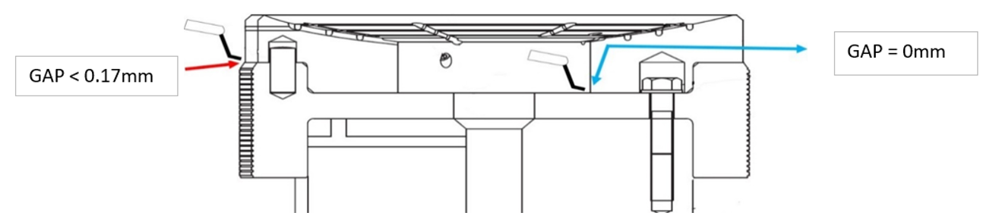 GAP = 0mm
GAP < 0.17mm